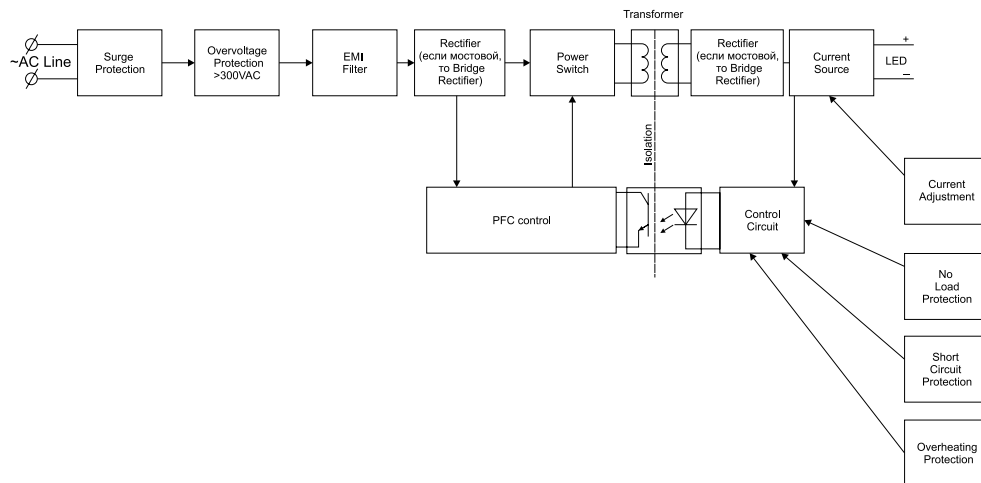 Transformer
~AC Line
Surge
Protection
Overvoltage
Protection
>300VAC
EMI
Filter
Rectifier
(если мостовой,
то Bridge
Rectifier)
Power
Switch
Rectifier
(если мостовой,
то Bridge
Rectifier)
Current
Source
+
LED
–
Isolation
PFC control
Control
Circuit
Current
Adjustment
No
Load
Protection
Short
Circuit
Protection
Overheating
Protection